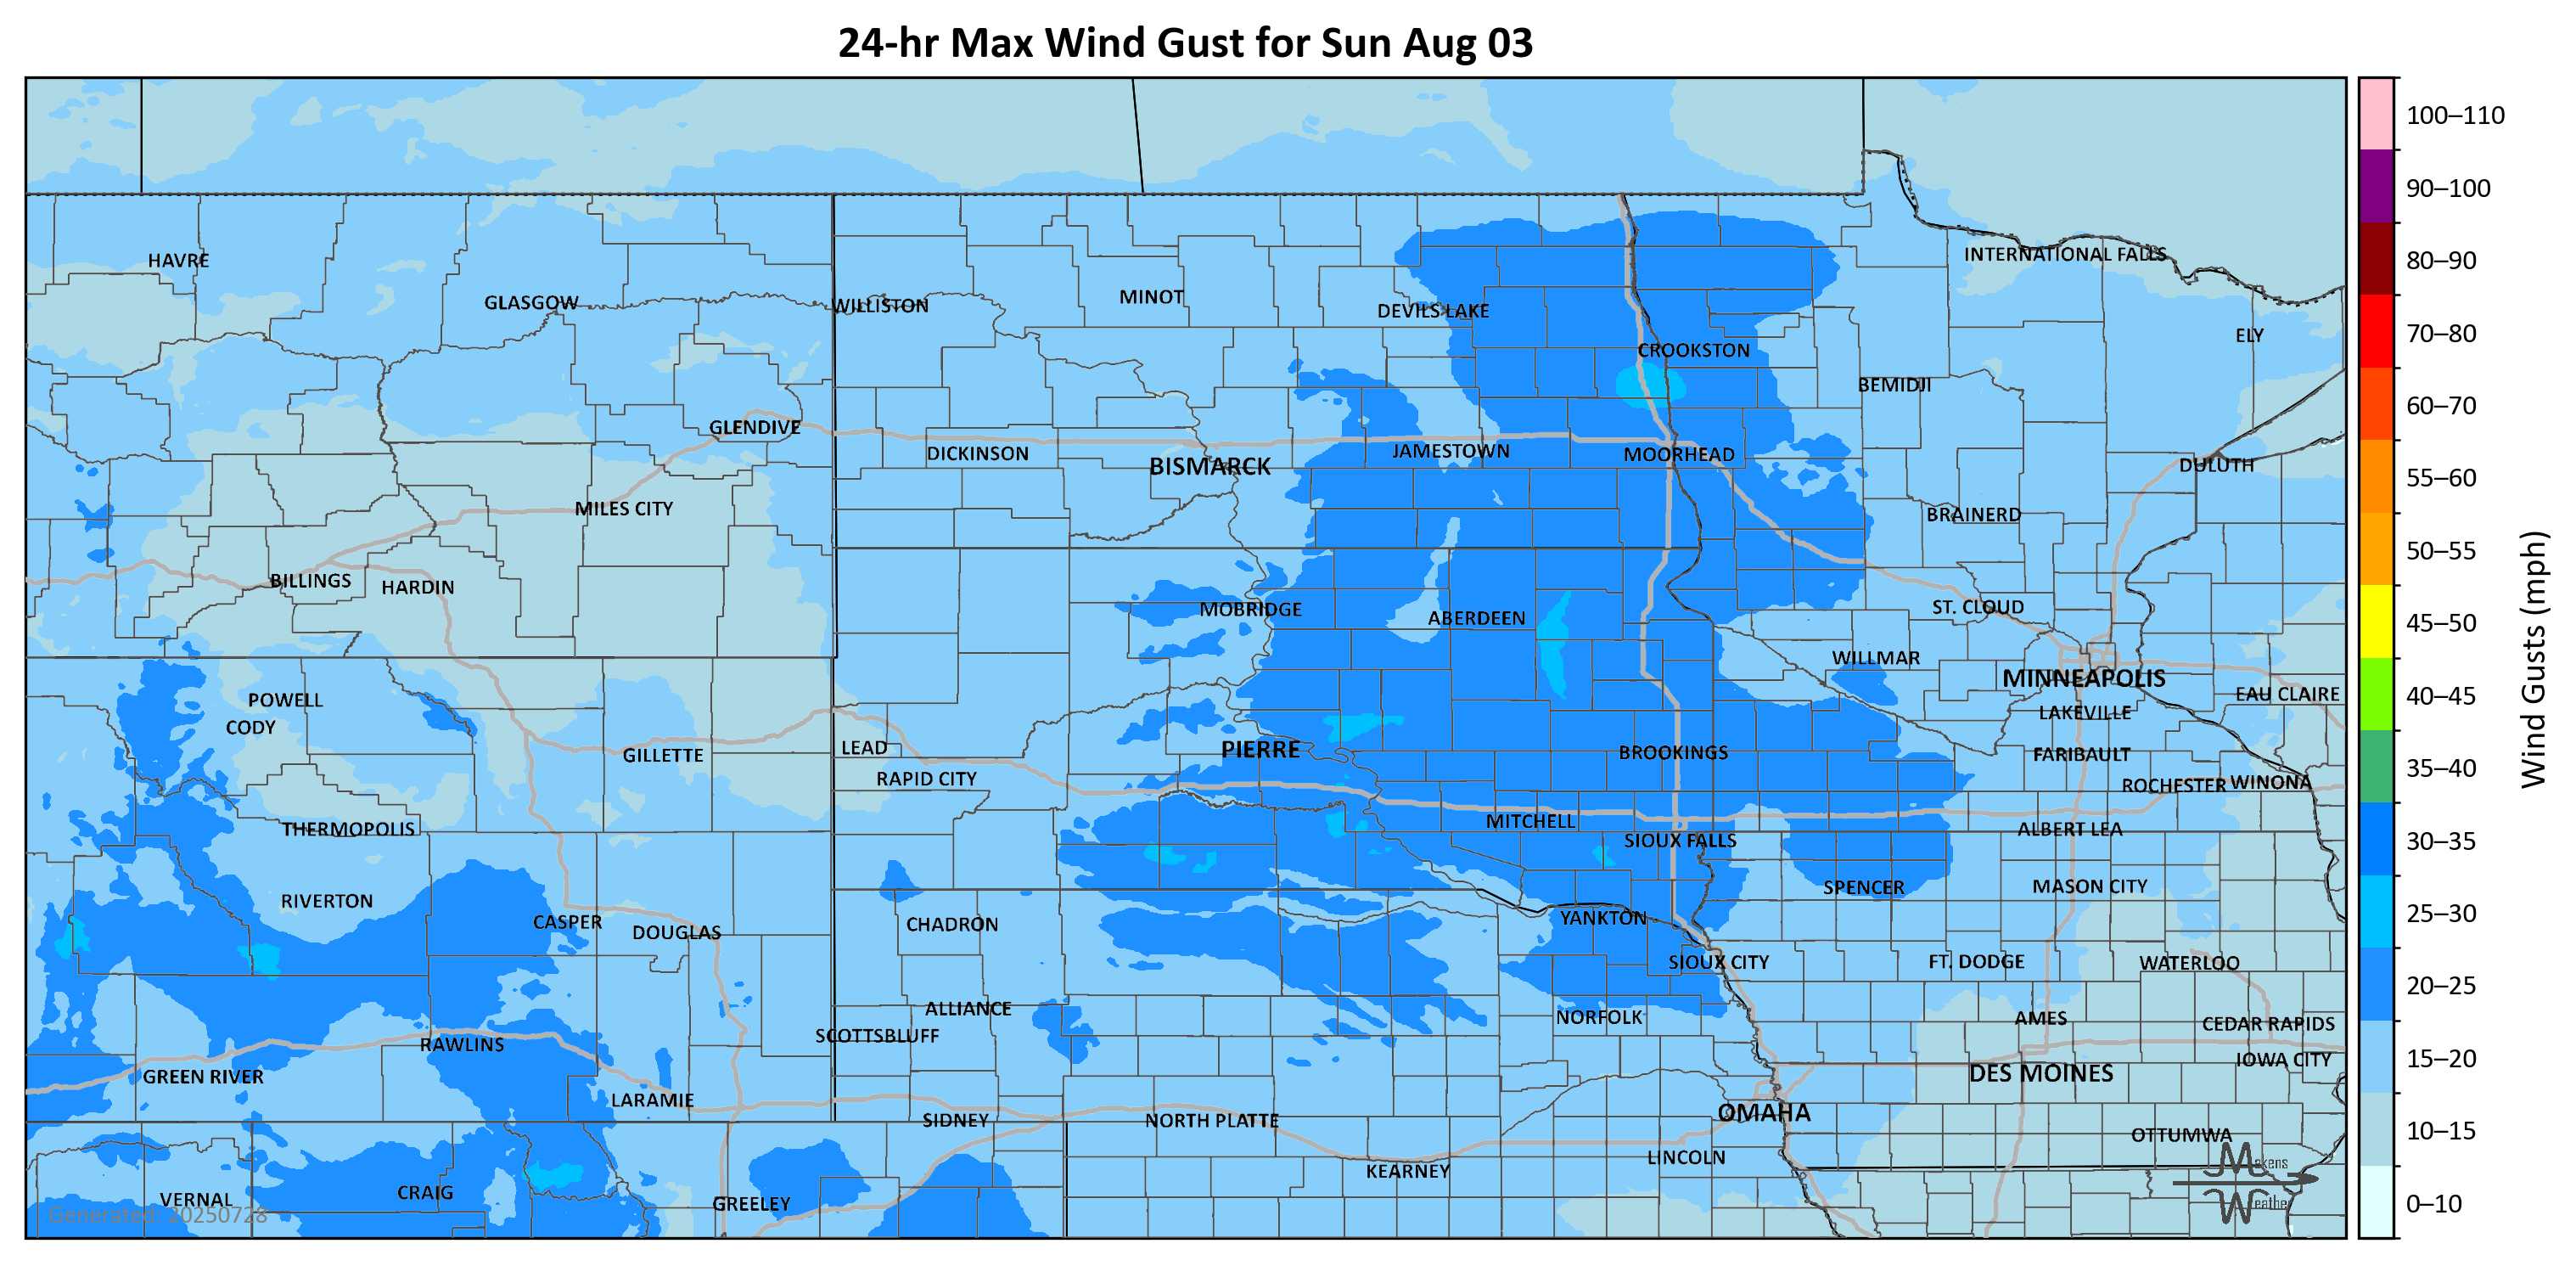 24-hr Max Wind Gust for Sun Aug 03
100–110
90–100
80–90
70–80
60–70
55–60
50–55
45–50
40–45
35–40
30–35
25–30
20–25
15–20
10–15
0–10
Wind Gusts (mph)
INTERNATIONAL FALLS
HAVRE
MINOT
GLASGOW
WILLISTON
DEVILS LAKE
ELY
CROOKSTON
BEMIDJI
GLENDIVE
DICKINSON
JAMESTOWN
MOORHEAD
BISMARCK
DULUTH
MILES CITY
BRAINERD
BILLINGS
HARDIN
ST. CLOUD
MOBRIDGE
ABERDEEN
WILLMAR
MINNEAPOLIS
EAU CLAIRE
POWELL
LAKEVILLE
CODY
LEAD
PIERRE
BROOKINGS
GILLETTE
FARIBAULT
RAPID CITY
ROCHESTER
WINONA
MITCHELL
THERMOPOLIS
ALBERT LEA
SIOUX FALLS
SPENCER
MASON CITY
RIVERTON
YANKTON
CASPER
CHADRON
DOUGLAS
SIOUX CITY
FT. DODGE
WATERLOO
ALLIANCE
NORFOLK
AMES
CEDAR RAPIDS
SCOTTSBLUFF
RAWLINS
IOWA CITY
GREEN RIVER
DES MOINES
LARAMIE
OMAHA
SIDNEY
NORTH PLATTE
OTTUMWA
LINCOLN
KEARNEY
CRAIG
VERNAL
GREELEY
Generated: 20250728
Makens
Weather